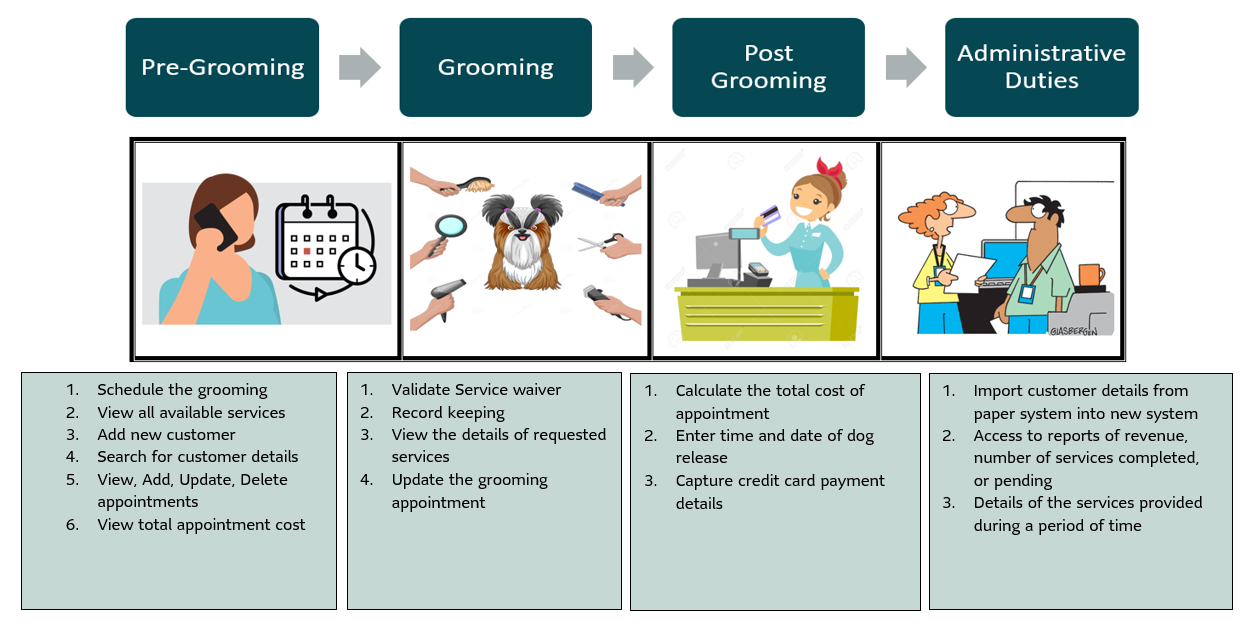 Pre-Grooming
Grooming
Post
Grooming
Administrative
Duties
GLASBERGEN
1. Schedule the grooming
2. View all available services
3. Add new customer
4. Search for customer details
5. View, Add, Update, Delete
appointments
6. View total appointment cost
1. Validate Service waiver
2. Record keeping
3. View the details of requested
services
4. Update the grooming
appointment
1. Calculate the total cost of
appointment
2. Enter time and date of dog
release
3. Capture credit card payment
details
1. Import customer details from
paper system into new system
2. Access to reports of revenue,
number of services completed,
or pending
3. Details of the services provided
during a period of time